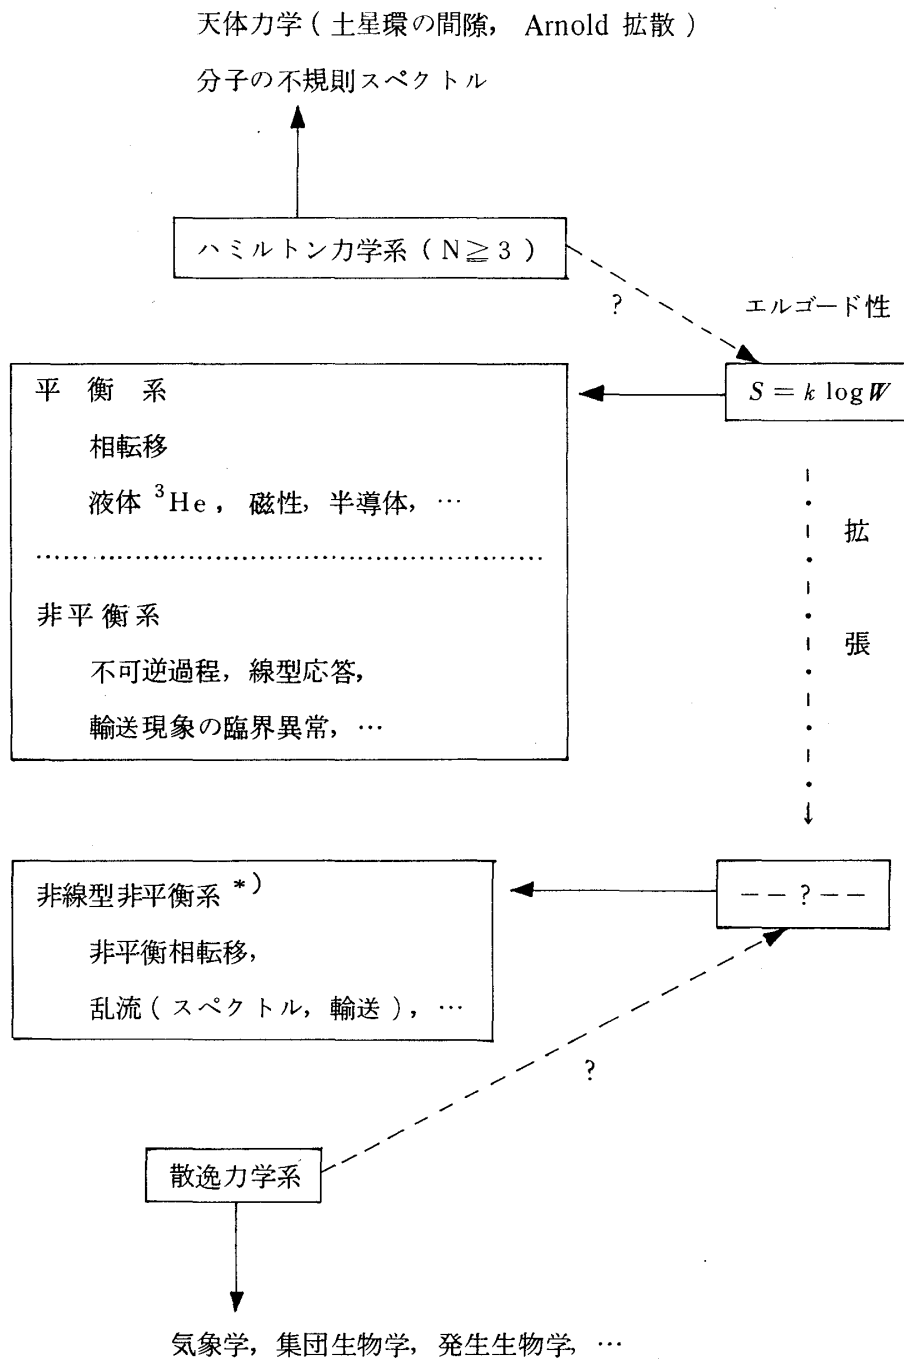 天体力学（土星環の間隙， Arnold 拡散）
分子の不規則スペクトル
ハミルトン力学系（N≧3）
?
エルゴード性
S = k log W
平衡系
相転移
液体 ³He， 磁性， 半導体， …
非平衡系
不可逆過程， 線型応答，
輸送現象の臨界異常， …
拡
張
非線型非平衡系 *）
非平衡相転移，
乱流（スペクトル， 輸送）， …
－－ ? －－
?
散逸力学系
気象学， 集団生物学， 発生生物学， …